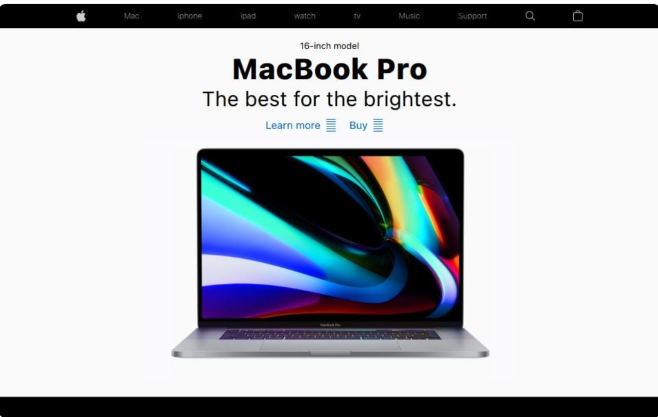 Mac Iphone Ipad watch tv Music Support
16-inch model
MacBook Pro
The best for the brightest.
Learn more Buy
MacBook Pro